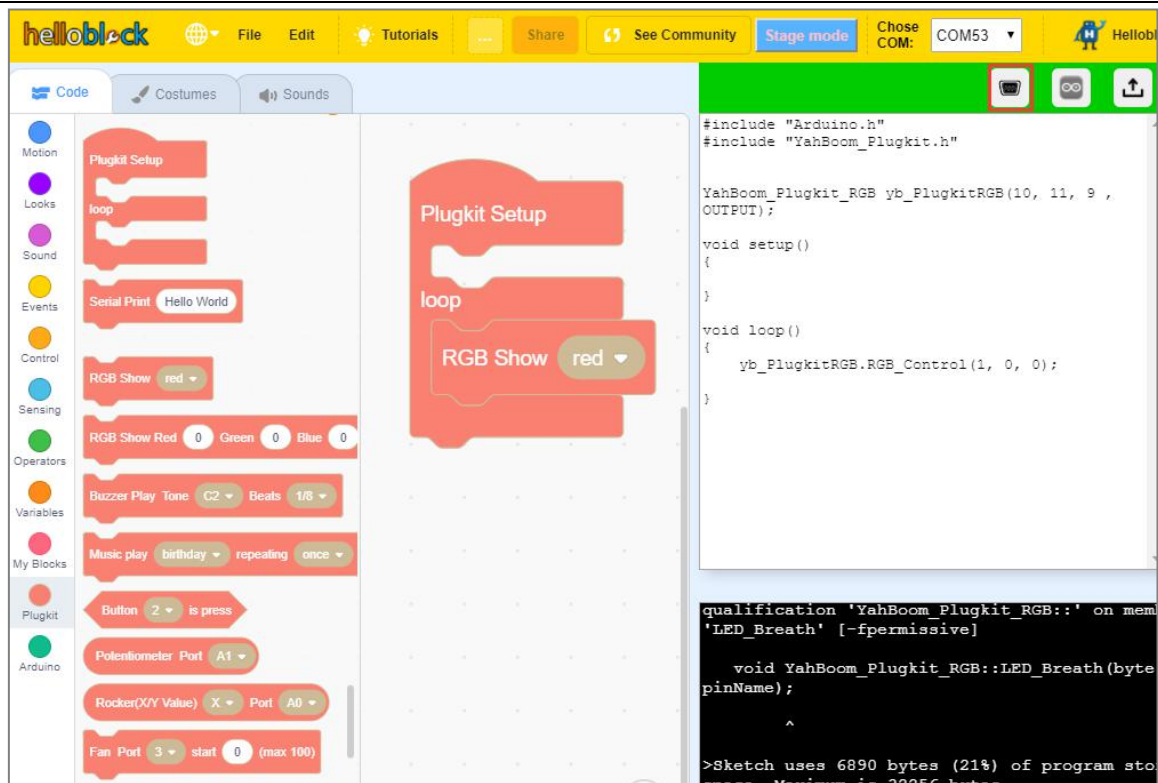 helloblock File Edit Tutorials ... Share See Community Stage mode Chose COM: COM53 Hellobl
Code Costumes Sounds
Motion
Looks
Sound
Events
Control
Sensing
Operators
Variables
My Blocks
Plugkit
Arduino
Plugkit Setup
loop
Serial Print Hello World
RGB Show red
RGB Show Red 0 Green 0 Blue 0
Buzzer Play Tone C2 Beats 1/8
Music play birthday repeating once
Button 2 is press
Potentiometer Port A1
Rocker(X/Y Value) X Port A0
Fan Port 3 start 0 (max 100)
Plugkit Setup
loop
RGB Show red
#include "Arduino.h"
#include "YahBoom_Plugkit.h"
YahBoom_Plugkit_RGB yb_PlugkitRGB(10, 11, 9 ,
OUTPUT);
void setup()
{
}
void loop()
{
yb_PlugkitRGB.RGB_Control(1, 0, 0);
}
qualification 'YahBoom_Plugkit_RGB::' on mem
'LED_Breath' [-fpermissive]
void YahBoom_Plugkit_RGB::LED_Breath(byte
pinName);
^
>Sketch uses 6890 bytes (21%) of program sto